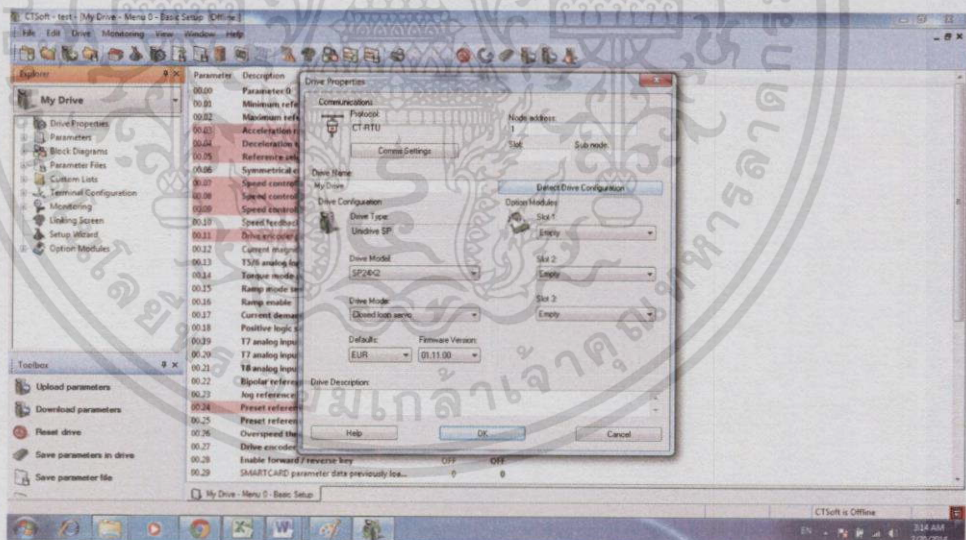 CTSoft - test - [My Drive - Menu 0 - Basic Setup [Offline]]
File Edit Drive Monitoring View Window Help
Explorer
My Drive
Drive Properties
Parameters
Block Diagrams
Parameter Files
Custom Lists
Terminal Configuration
Monitoring
Linking Screen
Setup Wizard
Option Modules
Toolbox
Upload parameters
Download parameters
Reset drive
Save parameters in drive
Save parameter file
Parameter Description
00.00 Parameter 0
00.01 Minimum refe
00.02 Maximum refe
00.03 Acceleration
00.04 Deceleration
00.05 Reference sele
00.06 Symmetrical c
00.07 Speed control
00.08 Speed control
00.09 Speed control
00.10 Speed feedbac
00.11 Drive encoder
00.12 Current magni
00.13 T5/6 analog in
00.14 Torque mode
00.15 Ramp mode se
00.16 Ramp enable
00.17 Current deman
00.18 Positive logic s
00.19 T7 analog inpu
00.20 T7 analog inpu
00.21 T8 analog inpu
00.22 Bipolar refere
00.23 Jog reference
00.24 Preset referen
00.25 Preset referen
00.26 Overspeed thr
00.27 Drive encoder
00.28 Enable forward / reverse key OFF OFF
00.29 SMARTCARD parameter data previously loa... 0 0
Drive Properties
Communications
Protocol:
CT-RTU
Comms Settings
Node address:
1
Slot: Sub node:
Drive Name
My Drive
Detect Drive Configuration
Drive Configuration
Drive Type:
Unidrive SP
Drive Model:
SP24X2
Drive Mode:
Closed loop servo
Defaults: Firmware Version:
EUR 01.11.00
Option Modules
Slot 1
Empty
Slot 2
Empty
Slot 3
Empty
Drive Description:
Help OK Cancel
My Drive - Menu 0 - Basic Setup
CTSoft is Offline
EN
3:14 AM